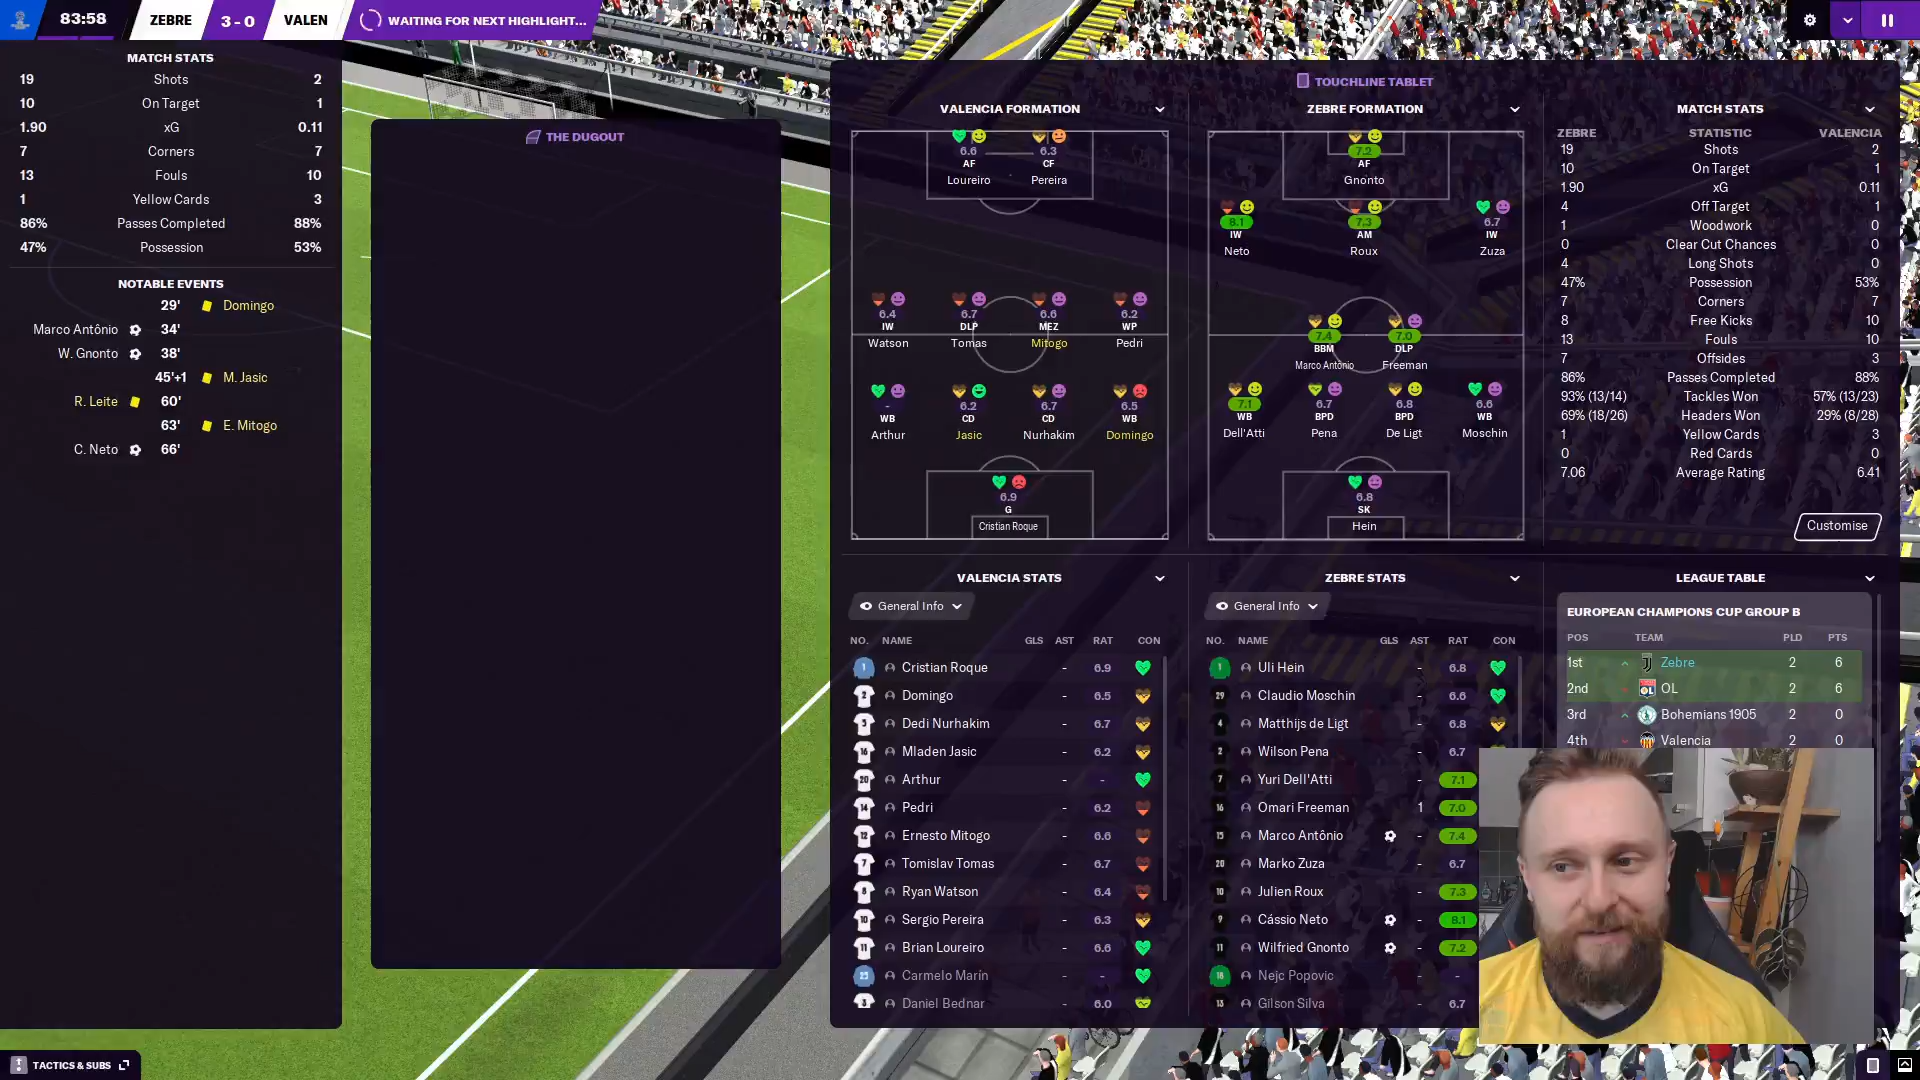 83:58 ZEBRE 3 - 0 VALEN WAITING FOR NEXT HIGHLIGHT...
MATCH STATS
19 Shots 2
10 On Target 1
1.90 xG 0.11
7 Corners 7
13 Fouls 10
1 Yellow Cards 3
86% Passes Completed 88%
47% Possession 53%
NOTABLE EVENTS
29' Domingo
Marco Antônio 34'
W. Gnonto 38'
45'+1 M. Jasic
R. Leite 60'
63' E. Mitogo
C. Neto 66'
THE DUGOUT
TOUCHLINE TABLET
VALENCIA FORMATION
6.6 6.3
AF CF
Loureiro Pereira
6.4 6.7 6.6 6.2
IW DLP MEZ WP
Watson Tomas Mitogo Pedri
- 6.2 6.7 6.5
WB CD CD WB
Arthur Jasic Nurhakim Domingo
6.9
G
Cristian Roque
ZEBRE FORMATION
7.2
AF
Gnonto
8.1 7.3 6.7
IW AM IW
Neto Roux Zuza
7.4 7.0
BBM DLP
Marco Antônio Freeman
7.1 6.7 6.8 6.6
WB BPD BPD WB
Dell'Atti Pena De Ligt Moschin
6.8
SK
Hein
MATCH STATS
ZEBRE STATISTIC VALENCIA
19 Shots 2
10 On Target 1
1.90 xG 0.11
4 Off Target 1
1 Woodwork 0
0 Clear Cut Chances 0
4 Long Shots 0
47% Possession 53%
7 Corners 7
8 Free Kicks 10
13 Fouls 10
7 Offsides 3
86% Passes Completed 88%
93% (13/14) Tackles Won 57% (13/23)
69% (18/26) Headers Won 29% (8/28)
1 Yellow Cards 3
0 Red Cards 0
7.06 Average Rating 6.41
Customise
VALENCIA STATS
General Info
NO. NAME GLS AST RAT CON
1 Cristian Roque - 6.9
2 Domingo - 6.5
Dedi Nurhakim - 6.7
16 Mladen Jasic - 6.2
20 Arthur - -
14 Pedri - 6.2
12 Ernesto Mitogo - 6.6
7 Tomislav Tomas - 6.7
8 Ryan Watson - 6.4
10 Sergio Pereira - 6.3
11 Brian Loureiro - 6.6
Carmelo Marín - -
Daniel Bednar - 6.0
ZEBRE STATS
General Info
NO. NAME GLS AST RAT CON
1 Uli Hein - 6.8
29 Claudio Moschin - 6.6
4 Matthijs de Ligt - 6.8
2 Wilson Pena - 6.7
7 Yuri Dell'Atti - 7.1
16 Omari Freeman 1 7.0
15 Marco Antônio - 7.4
20 Marko Zuza - 6.7
10 Julien Roux - 7.3
9 Cássio Neto - 8.1
11 Wilfried Gnonto - 7.2
18 Nejc Popovic - -
13 Gilson Silva - 6.7
LEAGUE TABLE
EUROPEAN CHAMPIONS CUP GROUP B
POS TEAM PLD PTS
1st Zebre 2 6
2nd OL 2 6
3rd Bohemians 1905 2 0
4th Valencia 2 0
TACTICS & SUBS